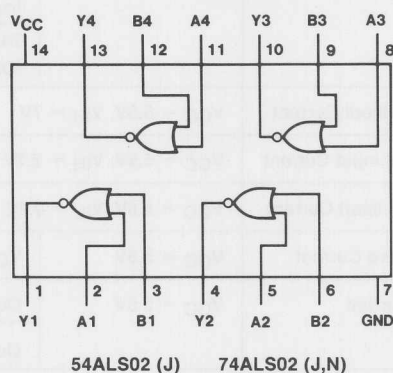 VCC Y4 B4 A4 Y3 B3 A3
14 13 12 11 10 9 8
1 2 3 4 5 6 7
Y1 A1 B1 Y2 A2 B2 GND
54ALS02 (J) 74ALS02 (J,N)